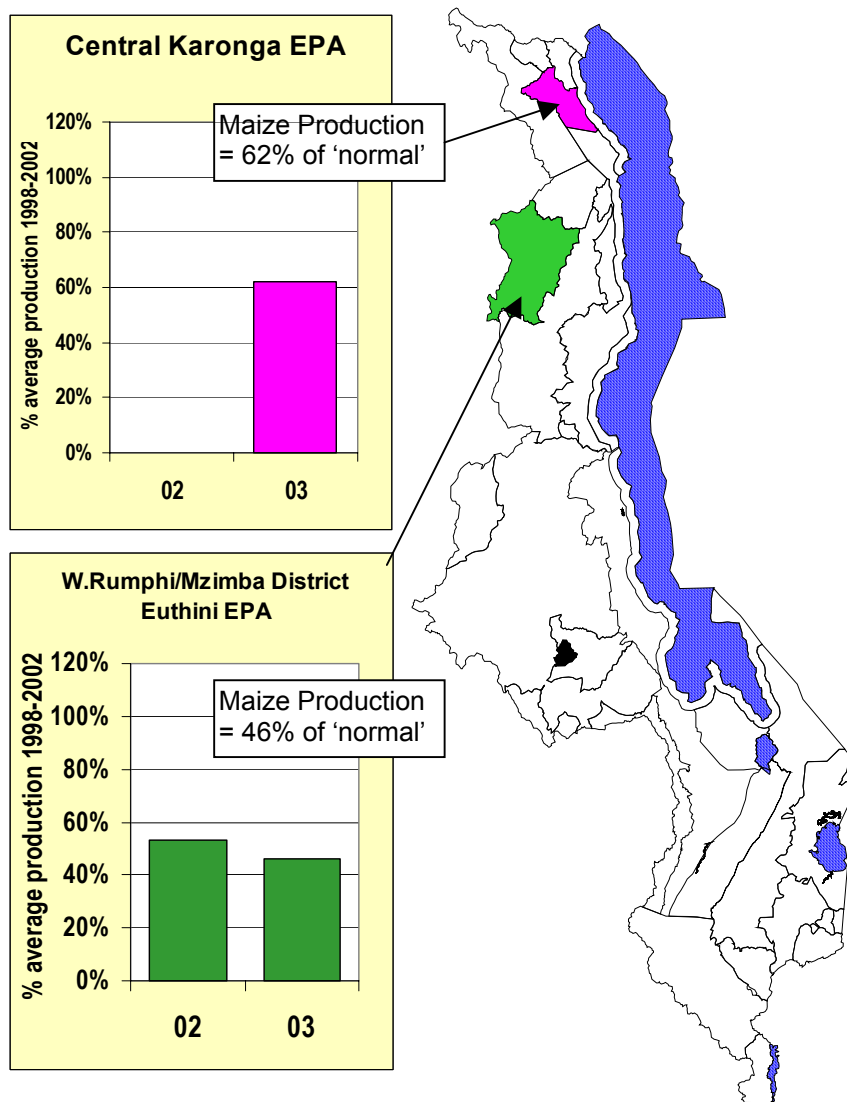 Central Karonga EPA
Maize Production
= 62% of ‘normal’
% average production 1998-2002
120%
100%
80%
60%
40%
20%
0%
02 03
W.Rumphi/Mzimba District
Euthini EPA
Maize Production
= 46% of ‘normal’
% average production 1998-2002
120%
100%
80%
60%
40%
20%
0%
02 03